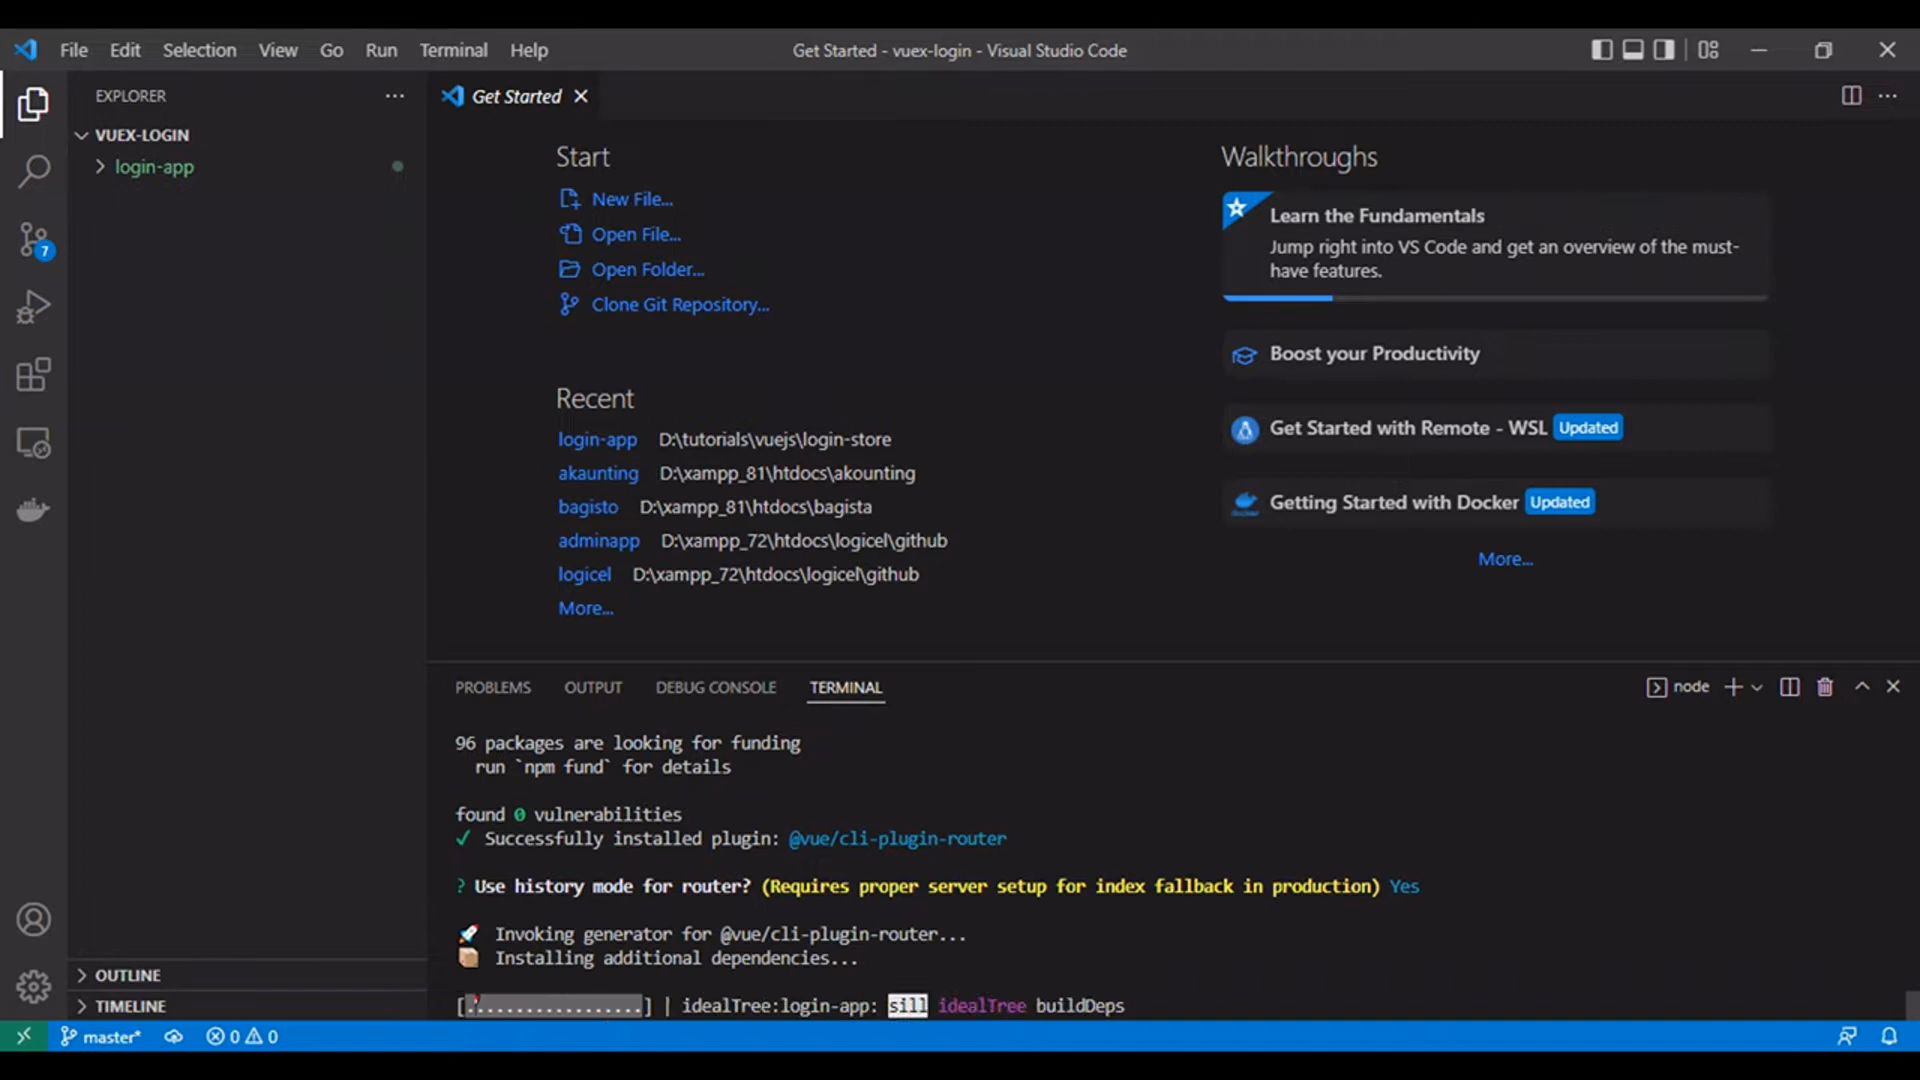 File Edit Selection View Go Run Terminal Help
Get Started - vuex-login - Visual Studio Code
EXPLORER
Get Started
VUEX-LOGIN
login-app
7
Start
New File...
Open File...
Open Folder...
Clone Git Repository...
Recent
login-app D:\tutorials\vuejs\login-store
akaunting D:\xampp_81\htdocs\akounting
bagisto D:\xampp_81\htdocs\bagista
adminapp D:\xampp_72\htdocs\logicel\github
logicel D:\xampp_72\htdocs\logicel\github
More...
Walkthroughs
Learn the Fundamentals
Jump right into VS Code and get an overview of the must-
have features.
Boost your Productivity
Get Started with Remote - WSL Updated
Getting Started with Docker Updated
More...
PROBLEMS OUTPUT DEBUG CONSOLE TERMINAL
node
96 packages are looking for funding
run `npm fund` for details
found 0 vulnerabilities
✓ Successfully installed plugin: @vue/cli-plugin-router
? Use history mode for router? (Requires proper server setup for index fallback in production) Yes
🚀 Invoking generator for @vue/cli-plugin-router...
📦 Installing additional dependencies...
[..................] | idealTree:login-app: sill idealTree buildDeps
OUTLINE
TIMELINE
master* 0 0